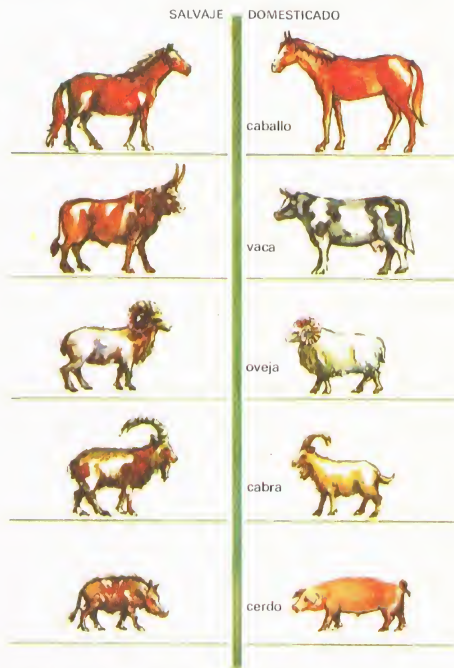 SALVAJE DOMESTICADO
caballo
vaca
oveja
cabra
cerdo